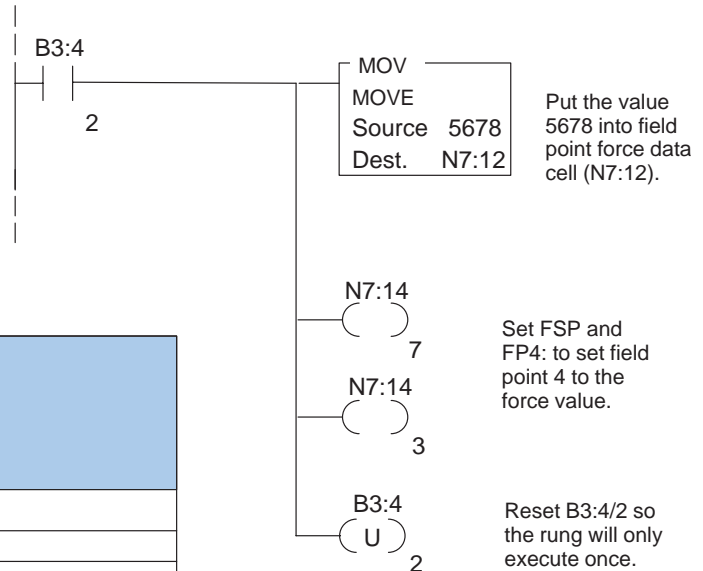 B3:4
2
MOV
MOVE
Source 5678
Dest. N7:12
Put the value
5678 into field
point force data
cell (N7:12).
N7:14
7
N7:14
3
Set FSP and
FP4: to set field
point 4 to the
force value.
B3:4
U
2
Reset B3:4/2 so
the rung will only
execute once.